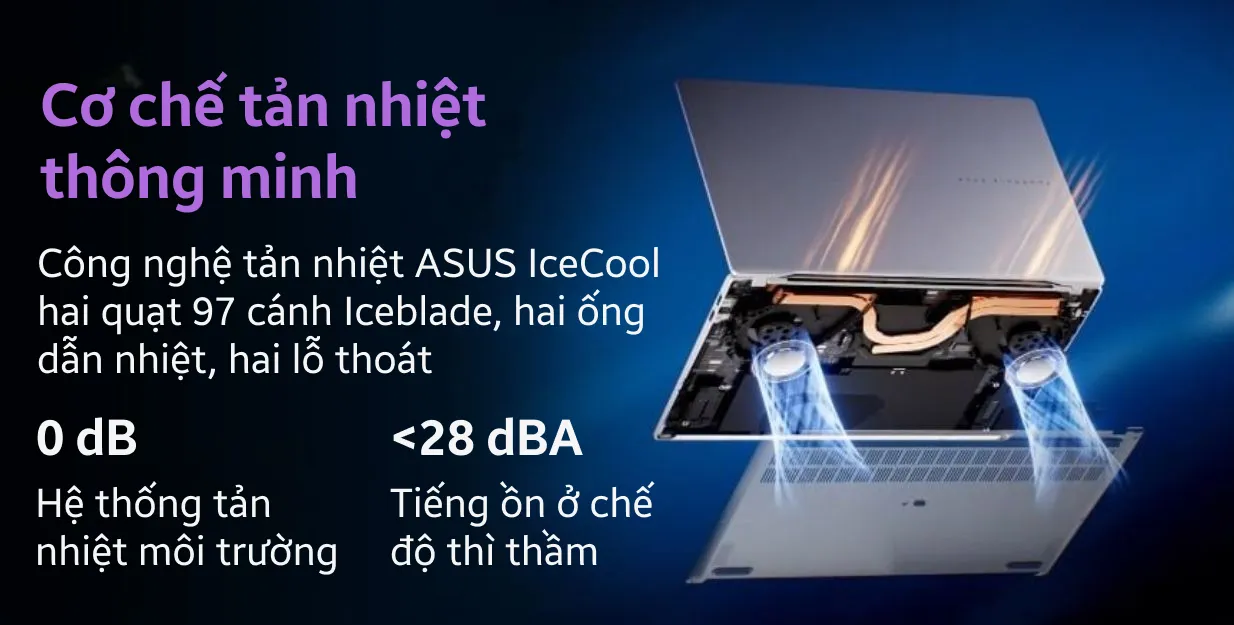 Cơ chế tản nhiệt
thông minh
Công nghệ tản nhiệt ASUS IceCool
hai quạt 97 cánh Iceblade, hai ống
dẫn nhiệt, hai lỗ thoát
0 dB
<28 dBA
Hệ thống tản
nhiệt môi trường
Tiếng ồn ở chế
độ thì thầm